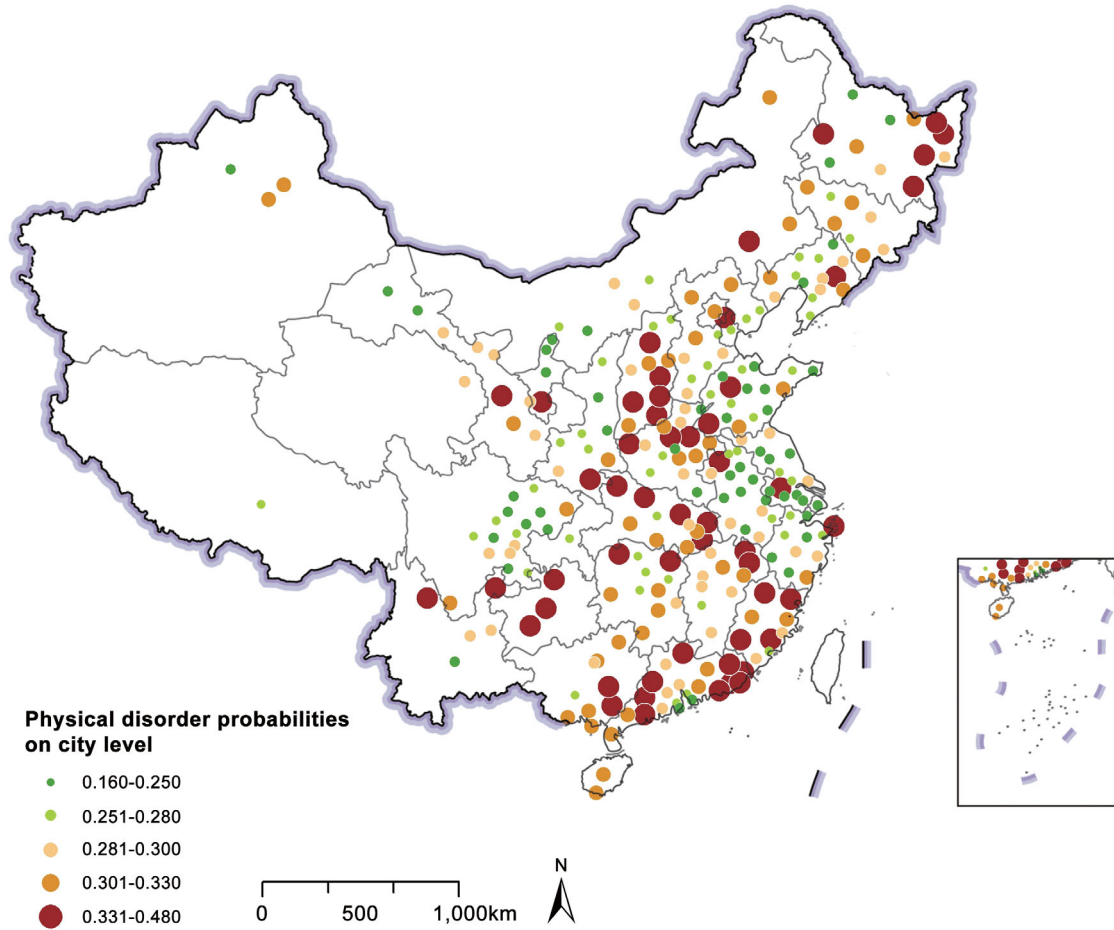 Physical disorder probabilities
on city level
0.160-0.250
0.251-0.280
0.281-0.300
0.301-0.330
0.331-0.480
0 500 1,000km
N